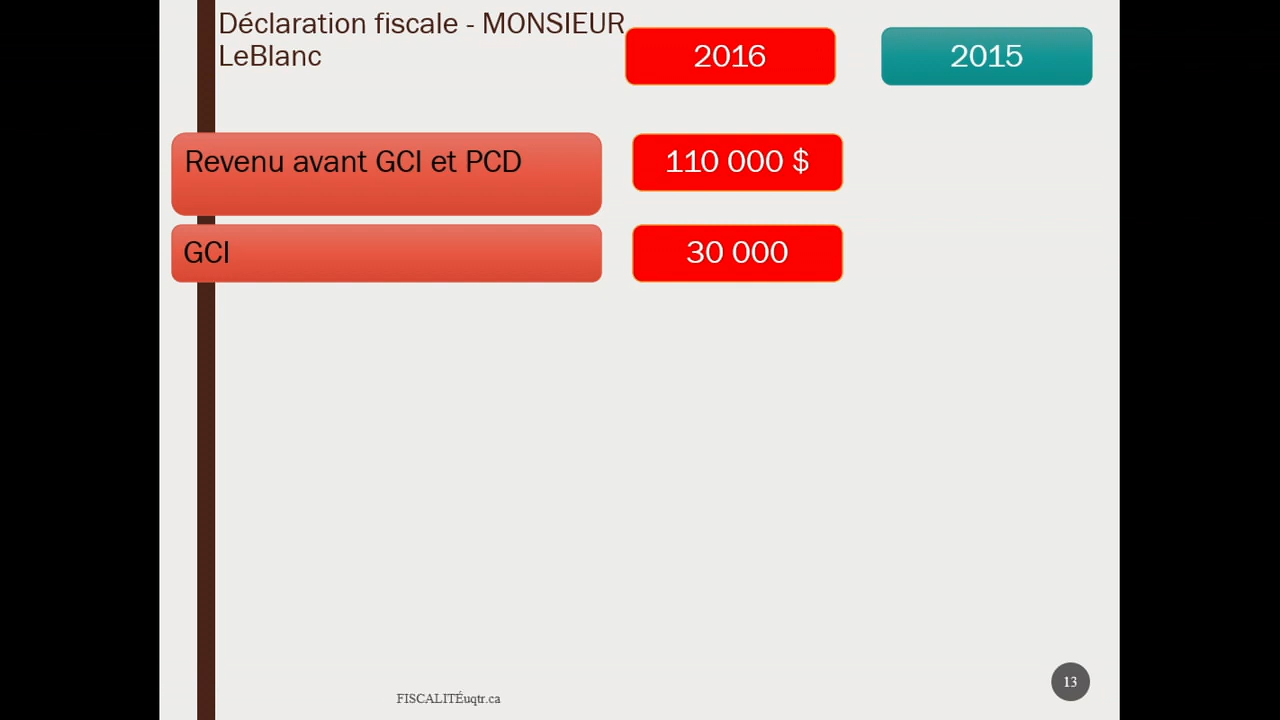 Déclaration fiscale - MONSIEUR
LeBlanc
2016
2015
Revenu avant GCI et PCD
110 000 $
GCI
30 000
FISCALITÉuqtr.ca
13